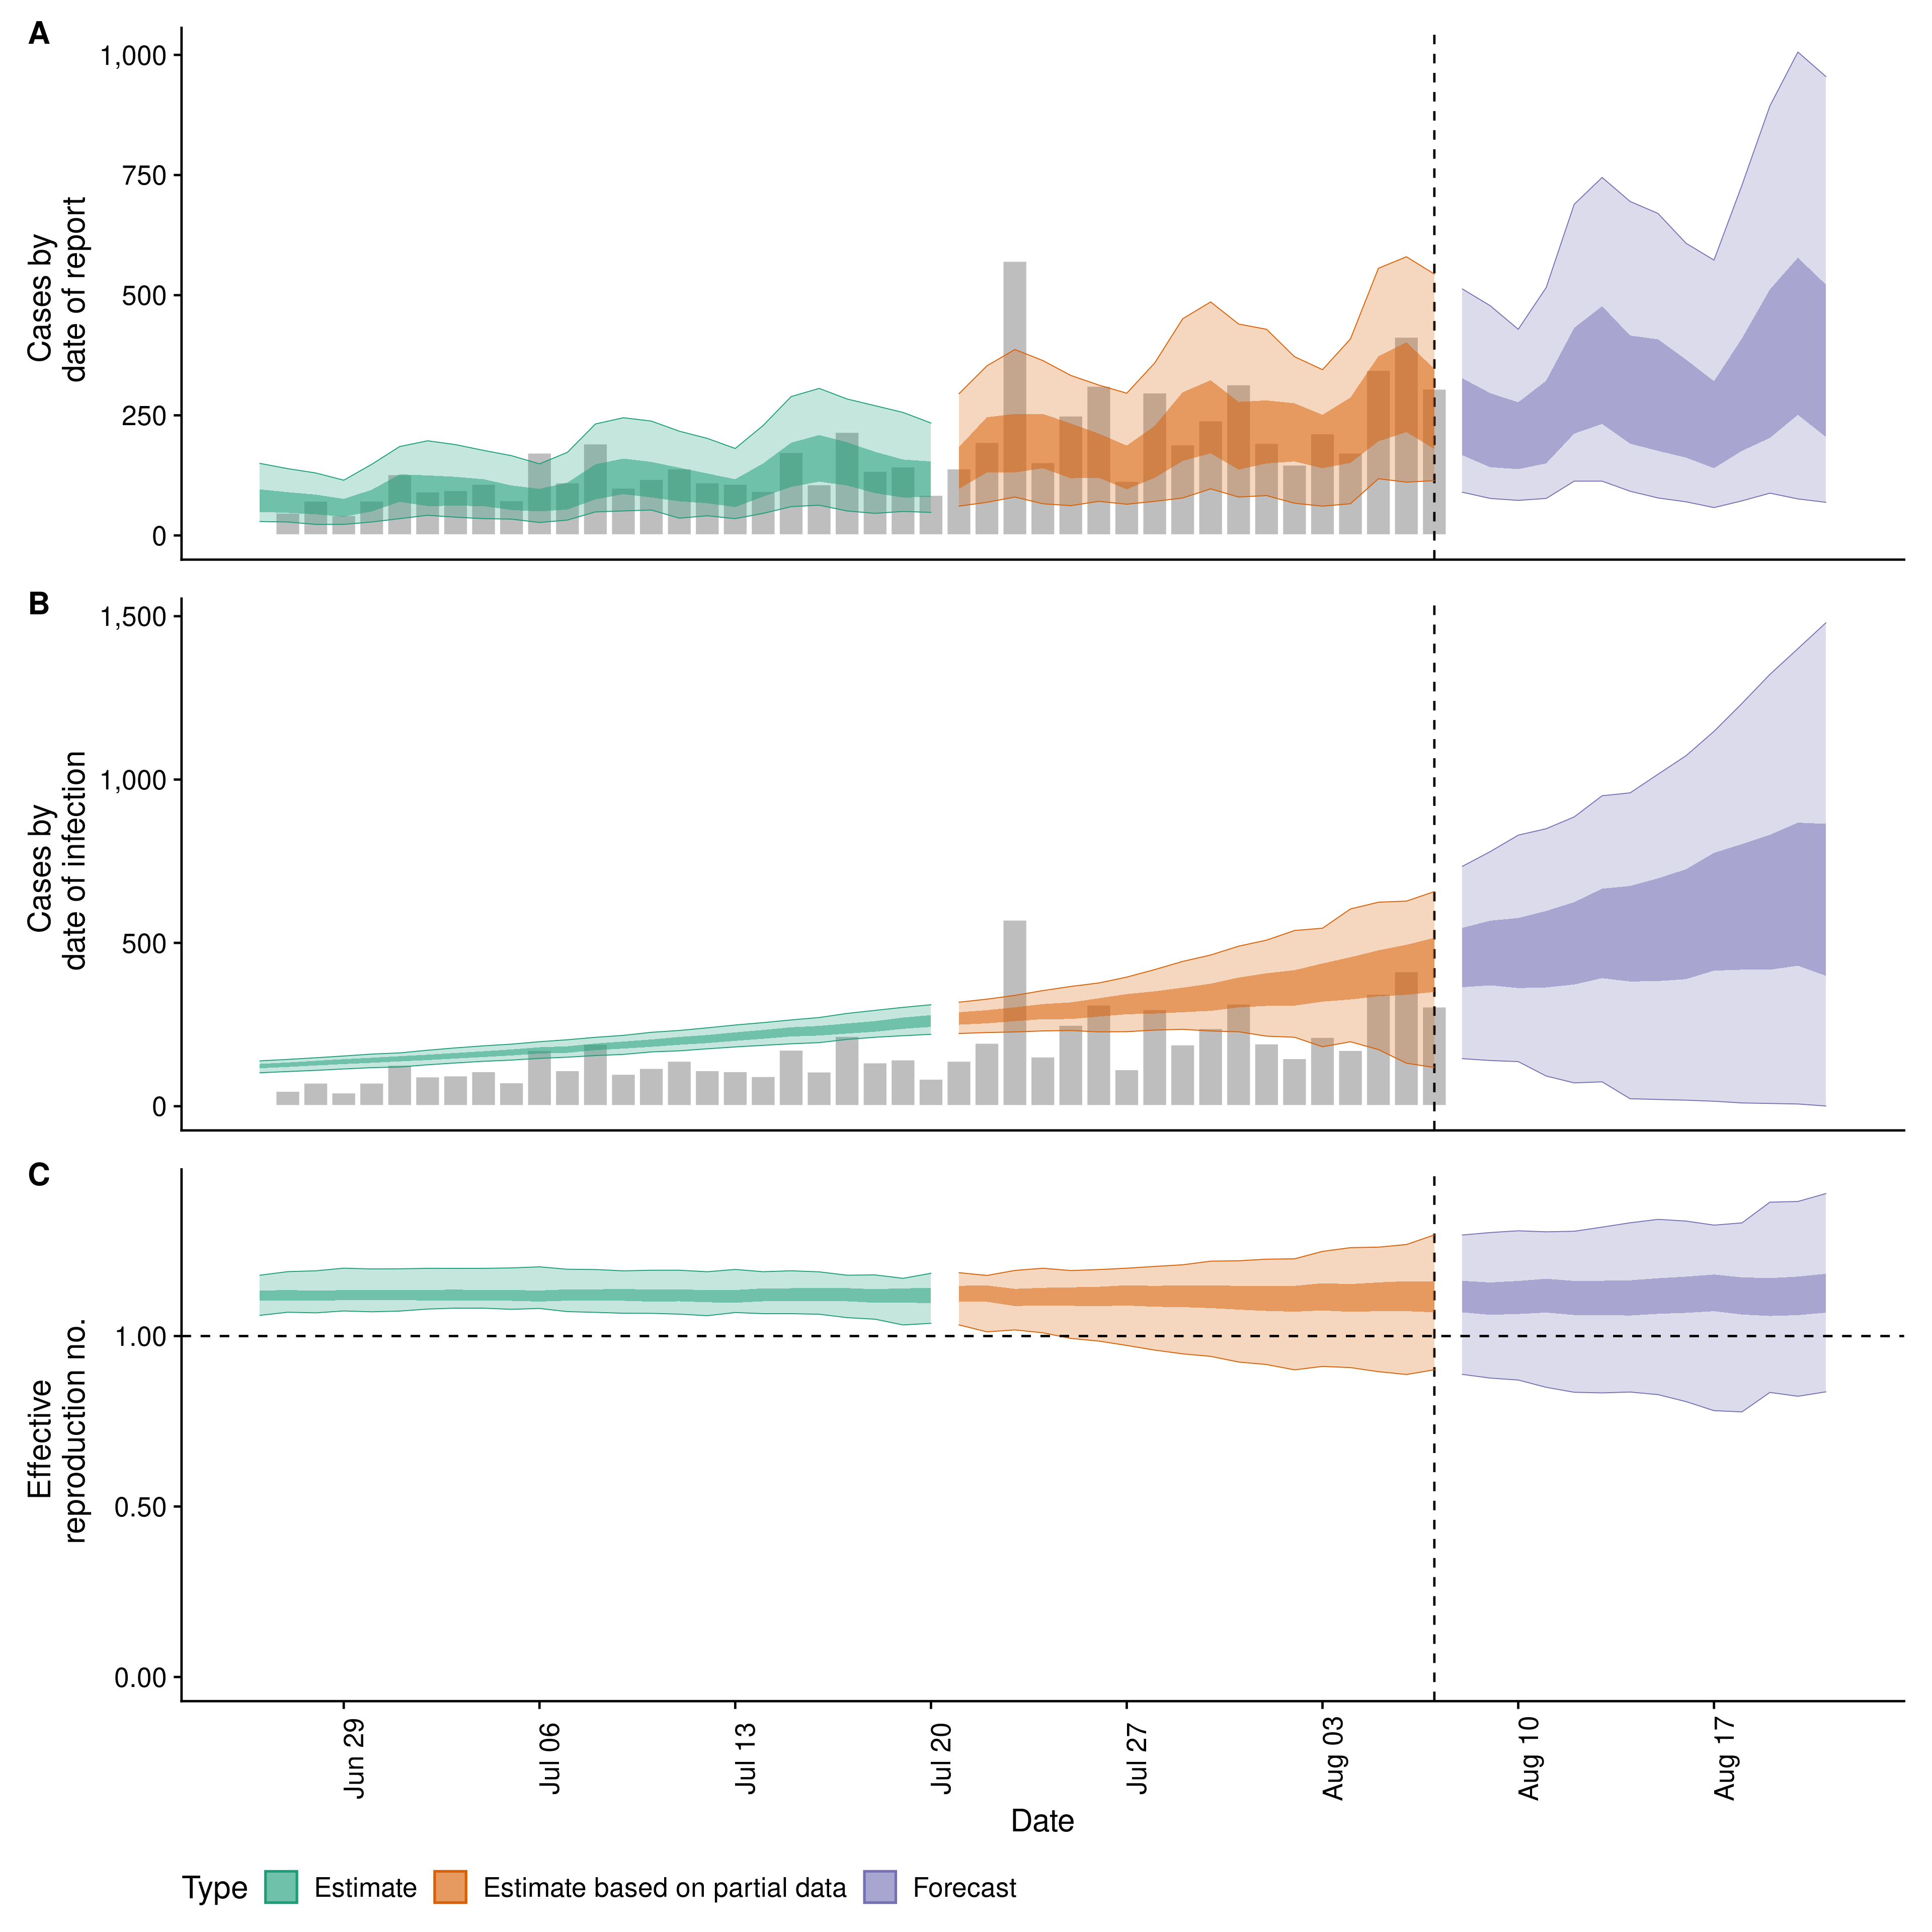 A
1,000
750
500
250
0
Cases by
date of report
B
1,500
1,000
500
0
Cases by
date of infection
C
1.00
0.50
0.00
Effective
reproduction no.
Jun 29
Jul 06
Jul 13
Jul 20
Jul 27
Aug 03
Aug 10
Aug 17
Date
Type Estimate Estimate based on partial data Forecast